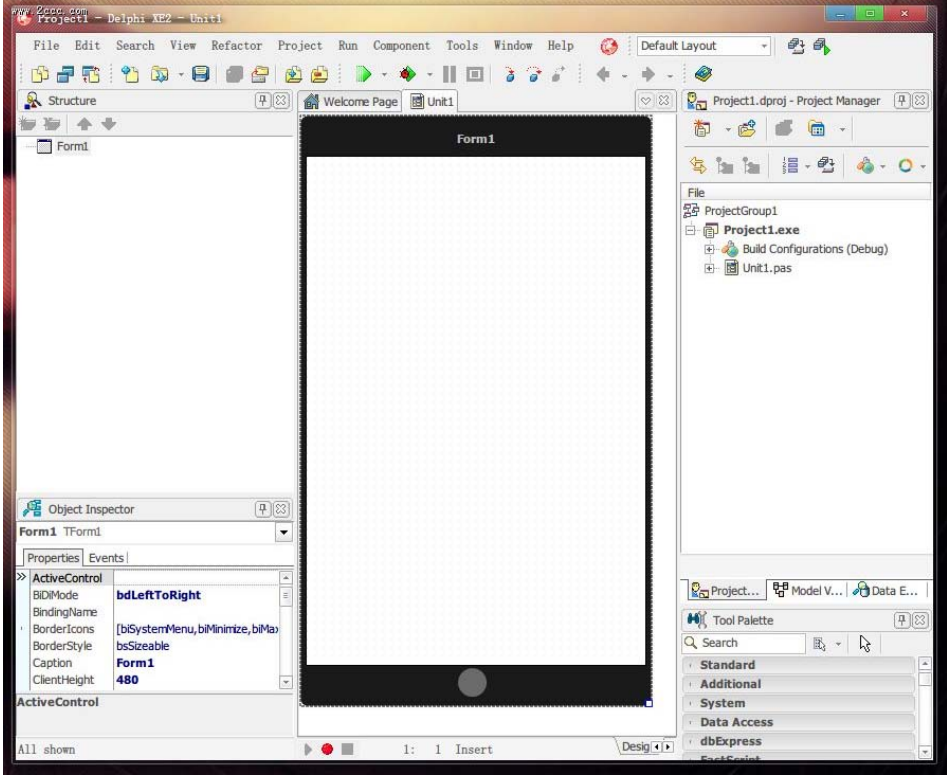 www.2ccc.com
Project1 - Delphi XE2 - Unit1
File Edit Search View Refactor Project Run Component Tools Window Help Default Layout
Structure
Welcome Page Unit1
Project1.dproj - Project Manager
Form1
Form1
File
ProjectGroup1
Project1.exe
Build Configurations (Debug)
Unit1.pas
Object Inspector
Form1 TForm1
Properties Events
ActiveControl
BiDiMode bdLeftToRight
BindingName
BorderIcons [biSystemMenu,biMinimize,biMax
BorderStyle bsSizeable
Caption Form1
ClientHeight 480
ActiveControl
All shown
1: 1 Insert
Desig
Project... Model V... Data E...
Tool Palette
Search
Standard
Additional
System
Data Access
dbExpress
FastScript